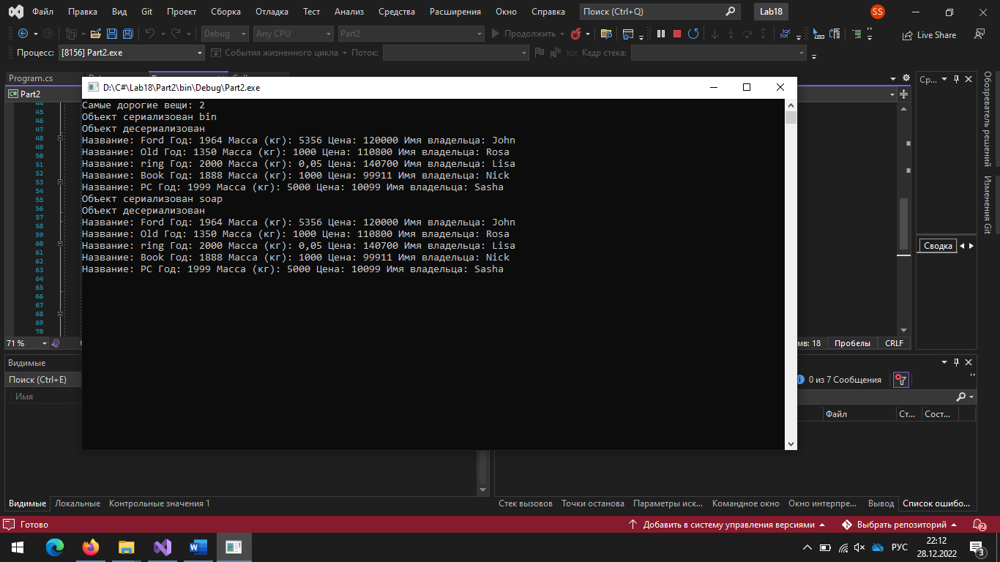 Файл Правка Вид Git Проект Сборка Отладка Тест Анализ Средства Расширения Окно Справка Поиск (Ctrl+Q) Lab18 SS
Debug Any CPU Part2 Продолжить Live Share
Процесс: [8156] Part2.exe События жизненного цикла Поток: Кадр стека:
Program.cs
C# Part2
D:\C#\Lab18\Part2\bin\Debug\Part2.exe
Самые дорогие вещи: 2
Объект сериализован bin
Объект десериализован
Название: Ford Год: 1964 Масса (кг): 5356 Цена: 120000 Имя владельца: John
Название: Old Год: 1350 Масса (кг): 1000 Цена: 110800 Имя владельца: Rosa
Название: ring Год: 2000 Масса (кг): 0,05 Цена: 140700 Имя владельца: Lisa
Название: Book Год: 1888 Масса (кг): 1000 Цена: 99911 Имя владельца: Nick
Название: PC Год: 1999 Масса (кг): 5000 Цена: 10099 Имя владельца: Sasha
Объект сериализован soap
Объект десериализован
Название: Ford Год: 1964 Масса (кг): 5356 Цена: 120000 Имя владельца: John
Название: Old Год: 1350 Масса (кг): 1000 Цена: 110800 Имя владельца: Rosa
Название: ring Год: 2000 Масса (кг): 0,05 Цена: 140700 Имя владельца: Lisa
Название: Book Год: 1888 Масса (кг): 1000 Цена: 99911 Имя владельца: Nick
Название: PC Год: 1999 Масса (кг): 5000 Цена: 10099 Имя владельца: Sasha
44
45
46
47
48
49
50
51
52
53
54
55
56
57
58
59
60
61
62
63
64
65
66
67
68
69
70
71 %
мв: 18 Пробелы CRLF
Ср...
Сводка
Обозреватель решений
Изменения Git
Видимые
Поиск (Ctrl+E)
Имя
0 из 7 Сообщения
Файл Ст... Сост...
Видимые Локальные Контрольные значения 1
Стек вызовов Точки останова Параметры иск... Командное окно Окно интерпре... Вывод Список ошибо...
Готово Добавить в систему управления версиями Выбрать репозиторий 2
РУС 22:12
28.12.2022
3